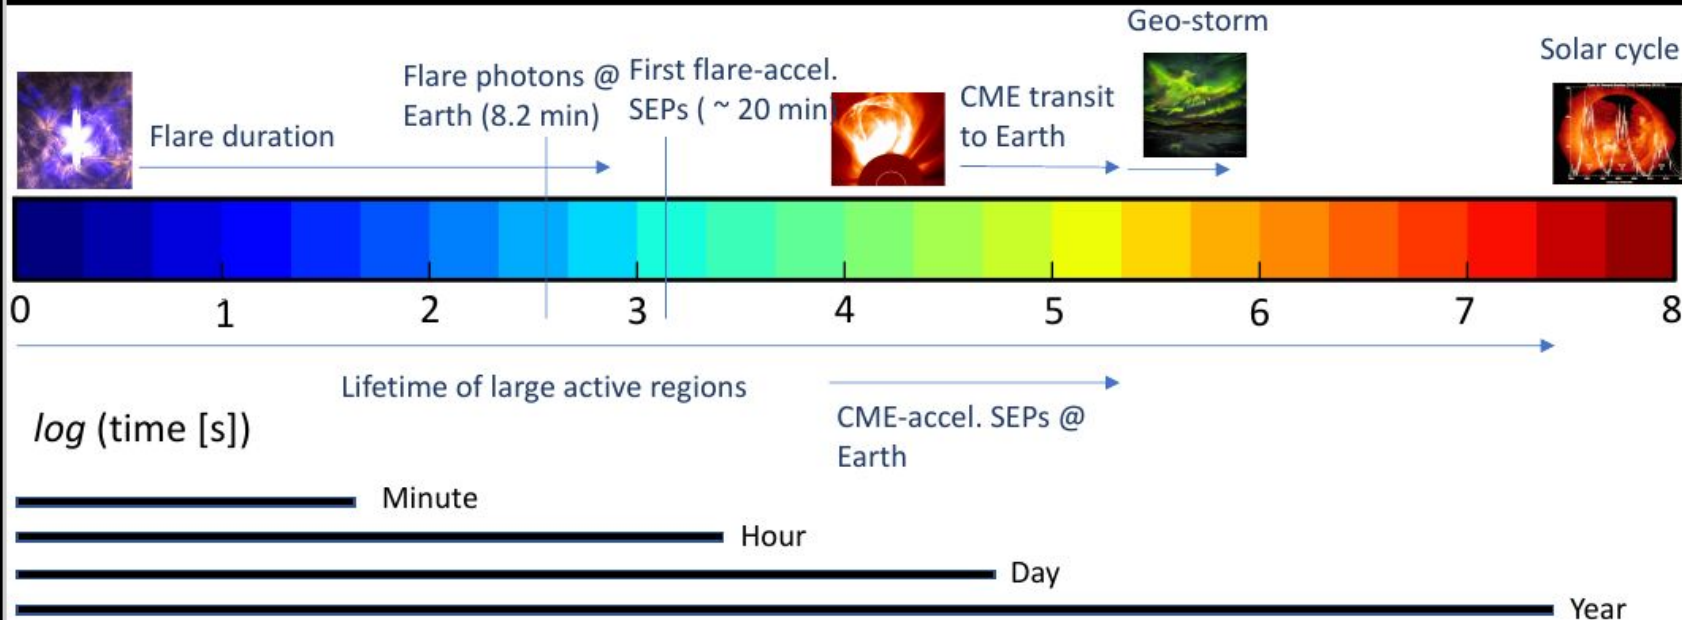 Geo-storm
Solar cycle
Flare photons @
Earth (8.2 min)
First flare-accel.
SEPs ( ~ 20 min)
CME transit
to Earth
Flare duration
0 1 2 3 4 5 6 7 8
Lifetime of large active regions
CME-accel. SEPs @
Earth
log (time [s])
Minute
Hour
Day
Year